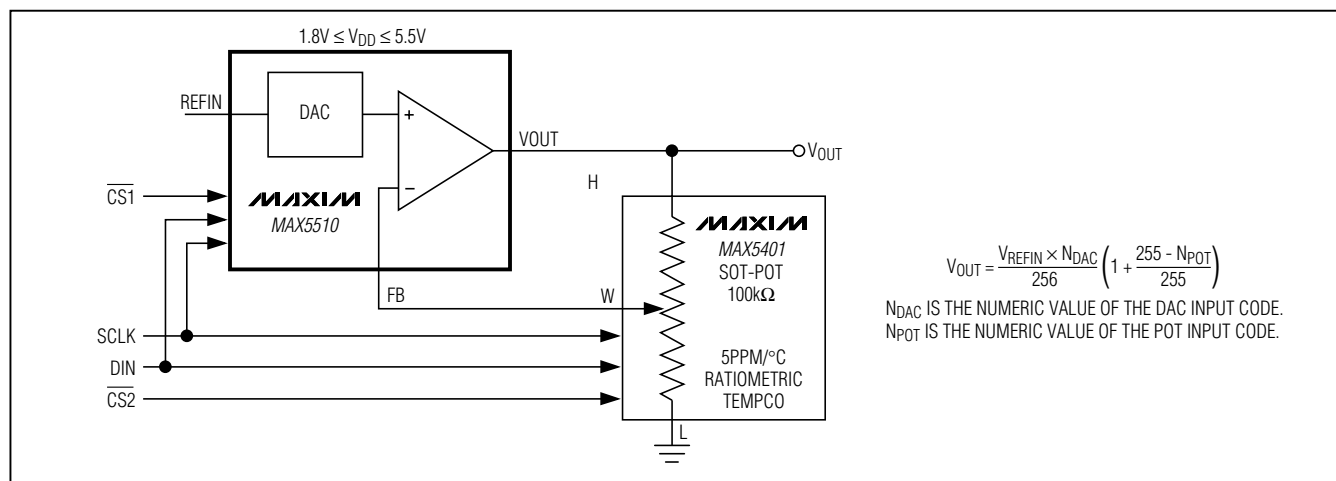 1.8V ≤ VDD ≤ 5.5V
REFIN
DAC
+
VOUT
VOUT
−
H
CS1
MAXIM
MAX5510
MAXIM
MAX5401
SOT-POT
100kΩ
FB
W
SCLK
DIN
CS2
5PPM/°C
RATIOMETRIC
TEMPCO
L
VOUT = VREFIN × NDAC / 256 (1 + 255 - NPOT / 255)
NDAC IS THE NUMERIC VALUE OF THE DAC INPUT CODE.
NPOT IS THE NUMERIC VALUE OF THE POT INPUT CODE.